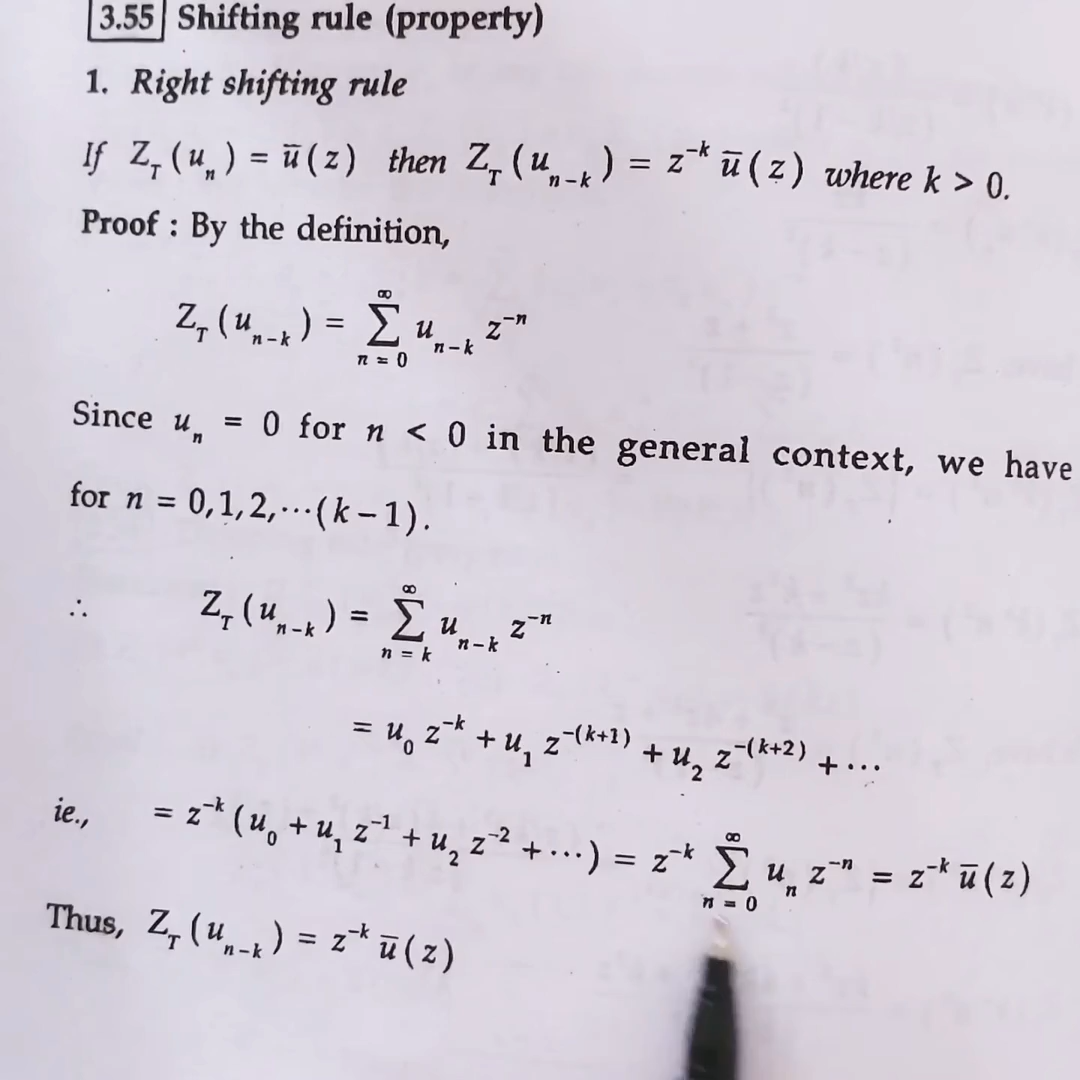 3.55 Shifting rule (property)
1. Right shifting rule
If Z_T (u_n) = ū(z) then Z_T (u_{n−k}) = z^{−k} ū(z) where k > 0.
Proof : By the definition,
Z_T (u_{n−k}) = ∑_{n = 0}^{∞} u_{n−k} z^{−n}
Since u_n = 0 for n < 0 in the general context, we have
for n = 0,1,2,⋯(k−1).
∴ Z_T (u_{n−k}) = ∑_{n = k}^{∞} u_{n−k} z^{−n}
= u_0 z^{−k} + u_1 z^{−(k+1)} + u_2 z^{−(k+2)} + ⋯
ie., = z^{−k} (u_0 + u_1 z^{−1} + u_2 z^{−2} + ⋯) = z^{−k} ∑_{n = 0}^{∞} u_n z^{−n} = z^{−k} ū(z)
Thus, Z_T (u_{n−k}) = z^{−k} ū(z)